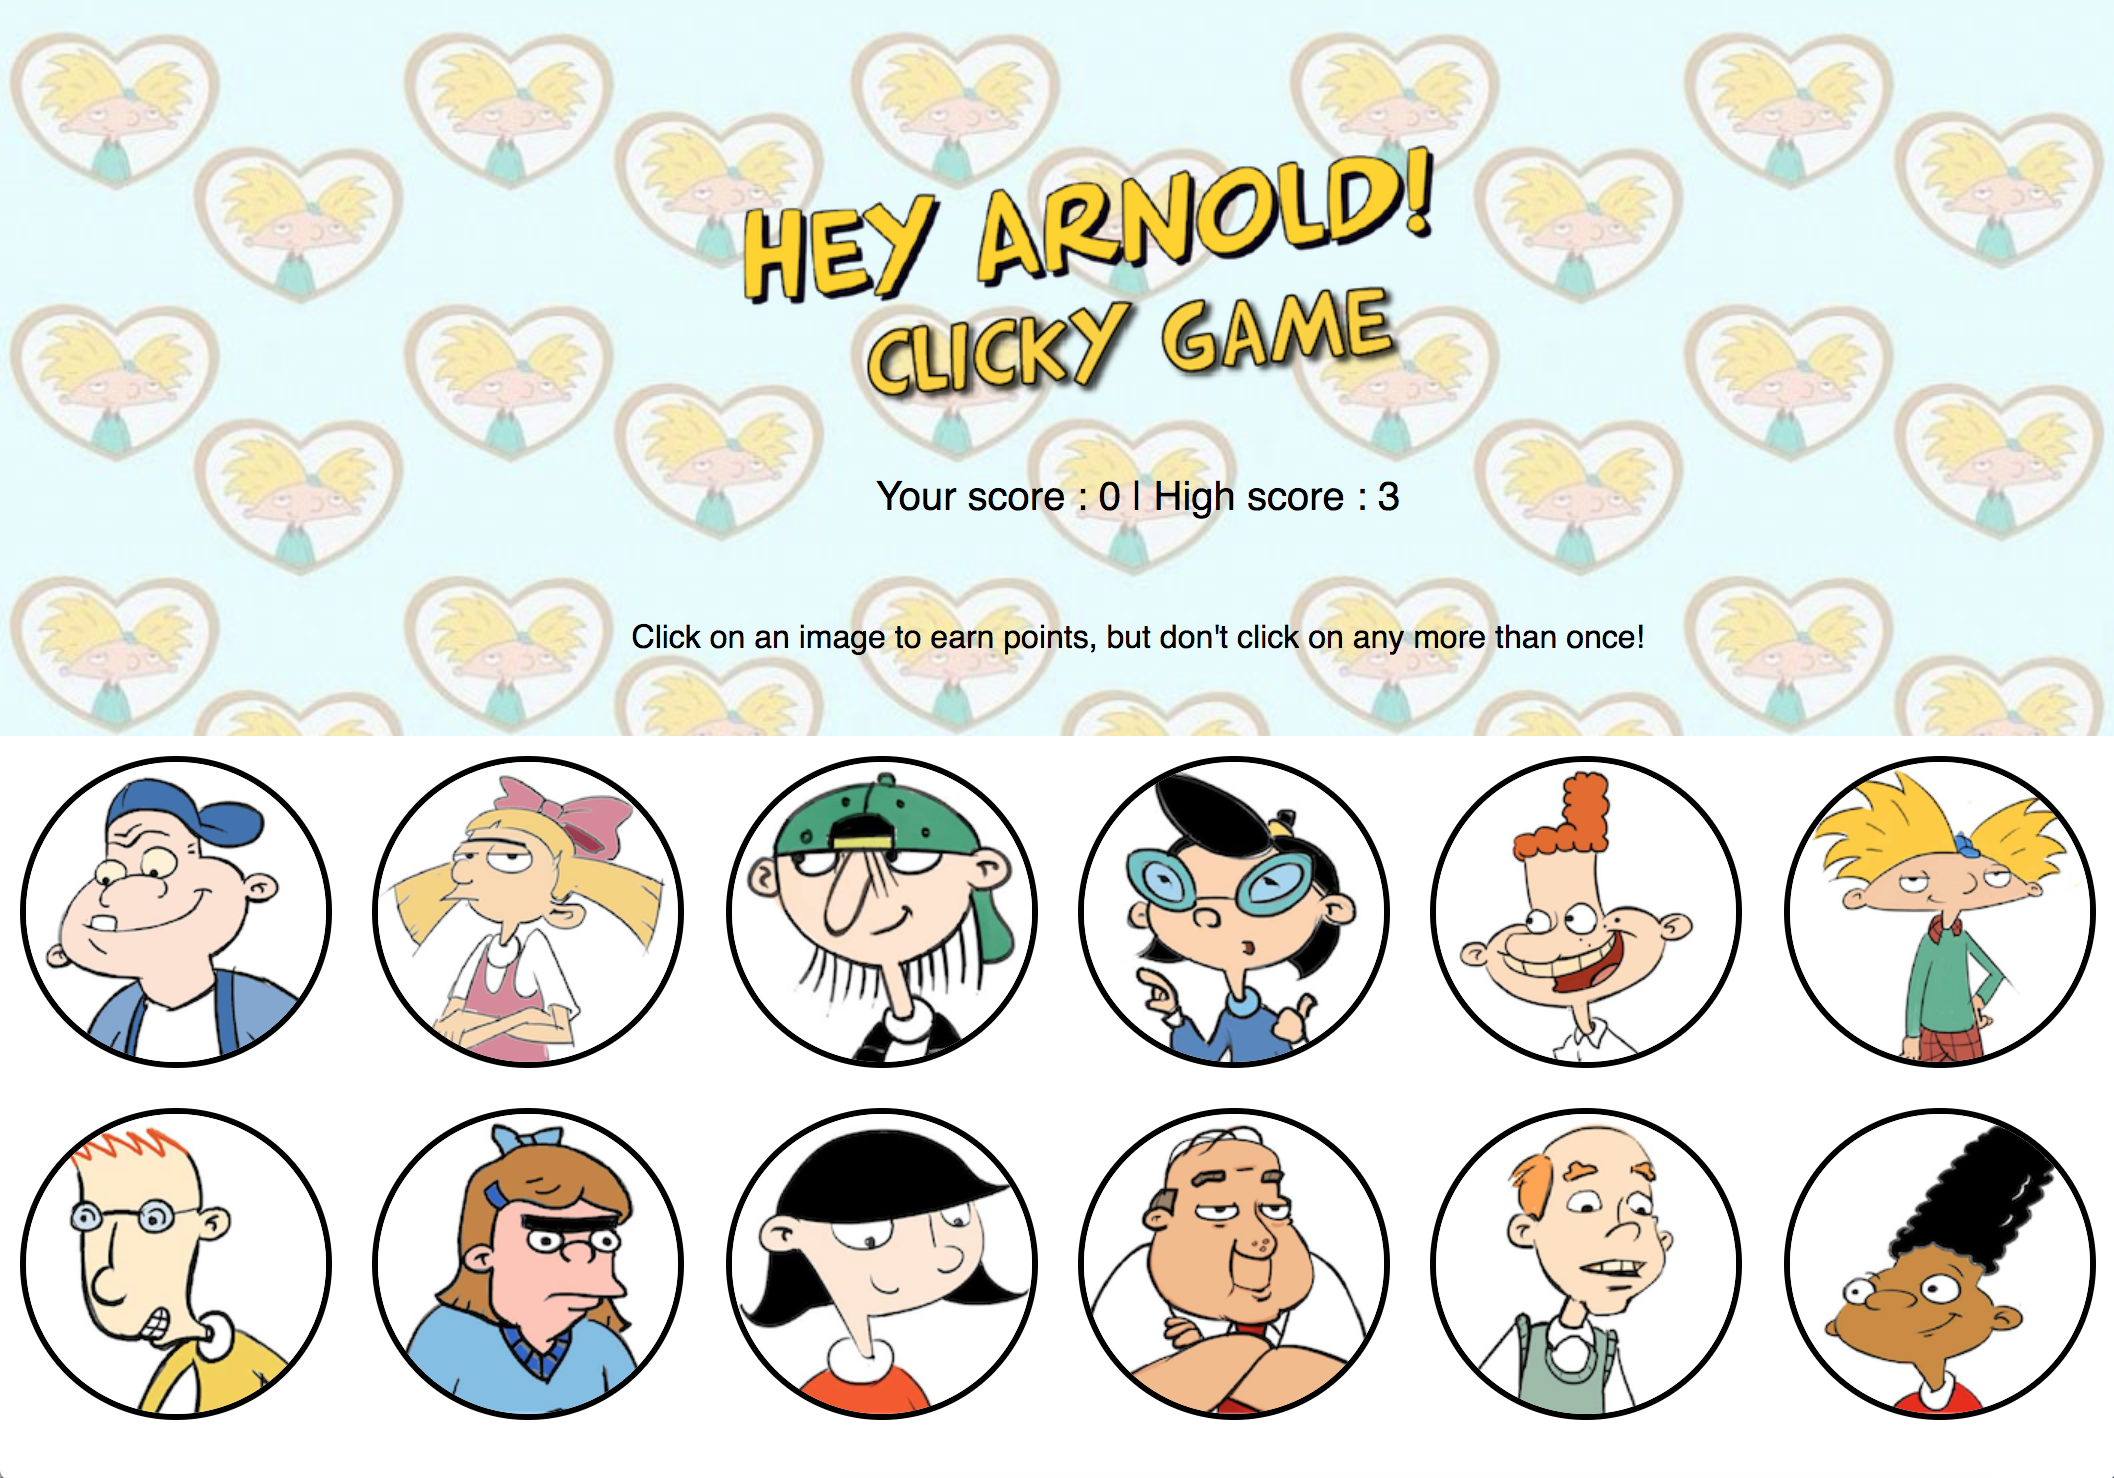 HEY ARNOLD!
CLICKY GAME
Your score : 0 | High score : 3
Click on an image to earn points, but don't click on any more than once!